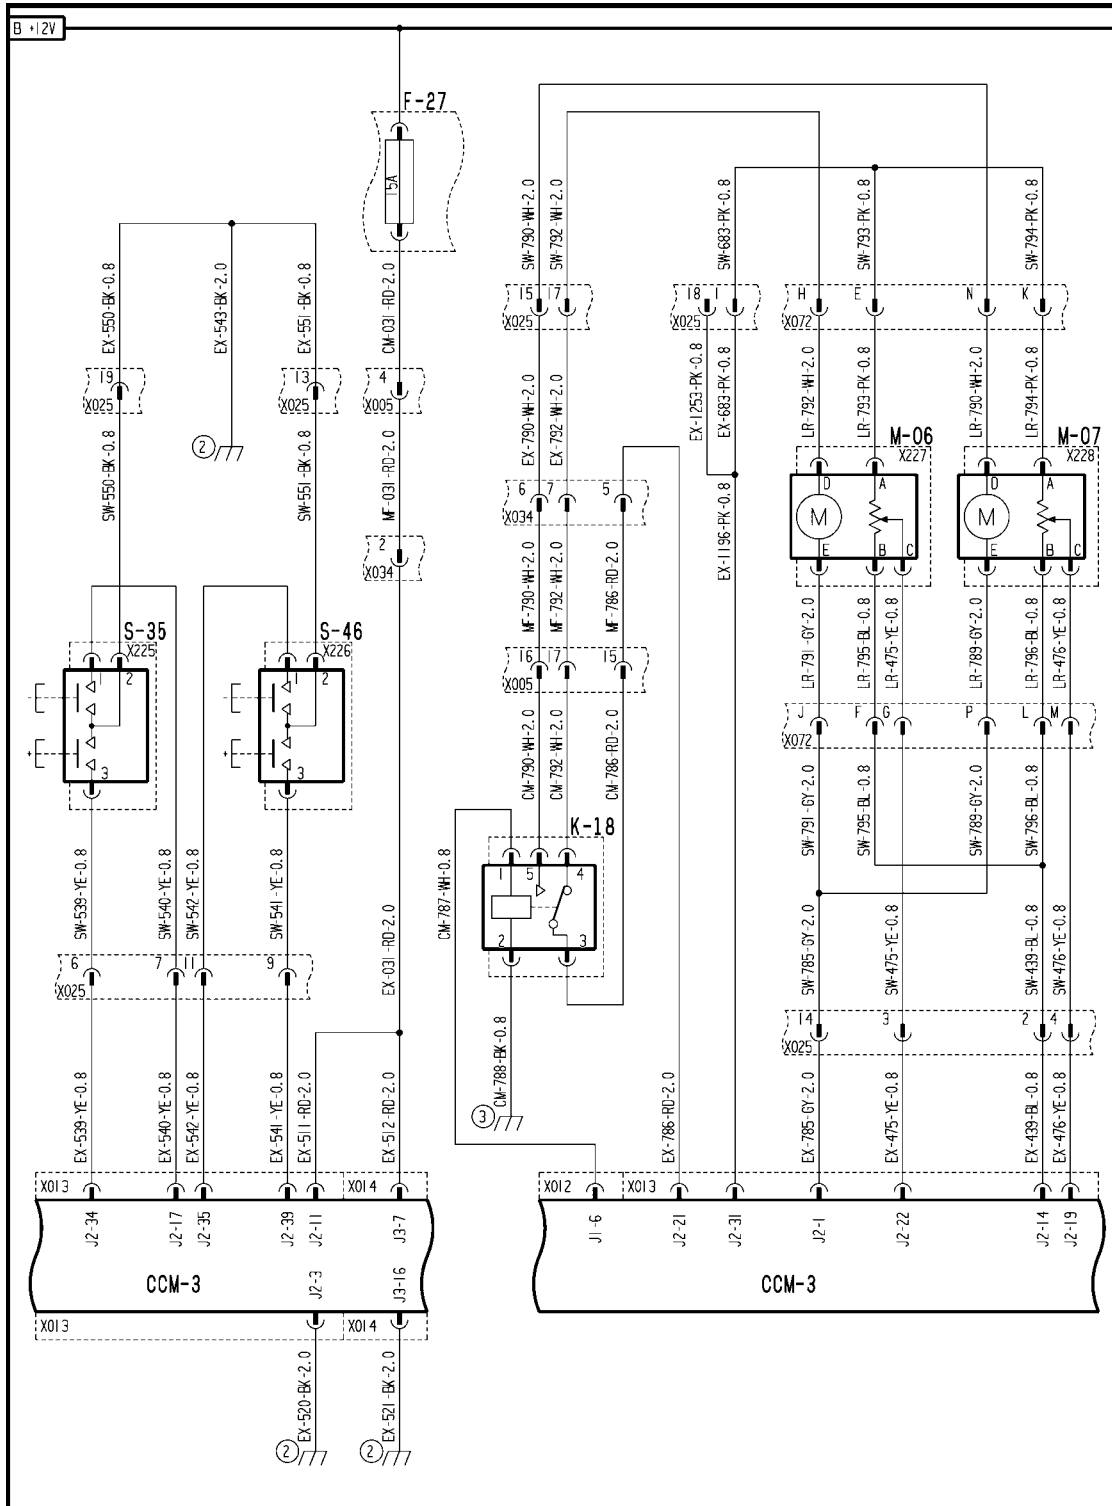 B +12V
F-27
15A
SW-790-WH-2.0
SW-792-WH-2.0
SW-683-PK-0.8
SW-793-PK-0.8
SW-794-PK-0.8
EX-550-BK-0.8
EX-543-BK-2.0
EX-551-BK-0.8
CM-031-RD-2.0
15 17
X025
18 1
X025
H E N K
X072
19
X025
13
X025
4
X005
EX-790-WH-2.0
EX-792-WH-2.0
EX-1253-PK-0.8
EX-683-PK-0.8
LR-792-WH-2.0
LR-793-PK-0.8
LR-790-WH-2.0
LR-794-PK-0.8
2
SW-550-BK-0.8
SW-551-BK-0.8
MF-031-RD-2.0
M-06
X227
M-07
X228
6 7 5
X034
D A
M
E B C
D A
M
E B C
2
X034
EX-1196-PK-0.8
MF-790-WH-2.0
MF-792-WH-2.0
MF-786-RD-2.0
LR-791-GY-2.0
LR-795-BL-0.8
LR-475-YE-0.8
LR-789-GY-2.0
LR-796-BL-0.8
LR-476-YE-0.8
S-35
X225
S-46
X226
16 17 15
X005
1 2
- +
3
1 2
- +
3
J F G P L M
X072
CM-790-WH-2.0
CM-792-WH-2.0
CM-786-RD-2.0
SW-791-GY-2.0
SW-795-BL-0.8
SW-789-GY-2.0
SW-796-BL-0.8
K-18
1 5 4
2 3
CM-787-WH-0.8
SW-539-YE-0.8
SW-540-YE-0.8
SW-542-YE-0.8
SW-541-YE-0.8
EX-031-RD-2.0
SW-785-GY-2.0
SW-475-YE-0.8
SW-439-BL-0.8
SW-476-YE-0.8
6 7 11 9
X025
14 3 2 4
X025
CM-788-BK-0.8
3
EX-539-YE-0.8
EX-540-YE-0.8
EX-542-YE-0.8
EX-541-YE-0.8
EX-511-RD-2.0
EX-512-RD-2.0
EX-786-RD-2.0
EX-785-GY-2.0
EX-475-YE-0.8
EX-439-BL-0.8
EX-476-YE-0.8
X013 X014
X012 X013
J2-34
J2-17
J2-35
J2-39
J2-11
J3-7
J1-6
J2-21
J2-31
J2-1
J2-22
J2-14
J2-19
CCM-3
J2-3
J3-16
CCM-3
X013 X014
EX-520-BK-2.0
EX-521-BK-2.0
2
2